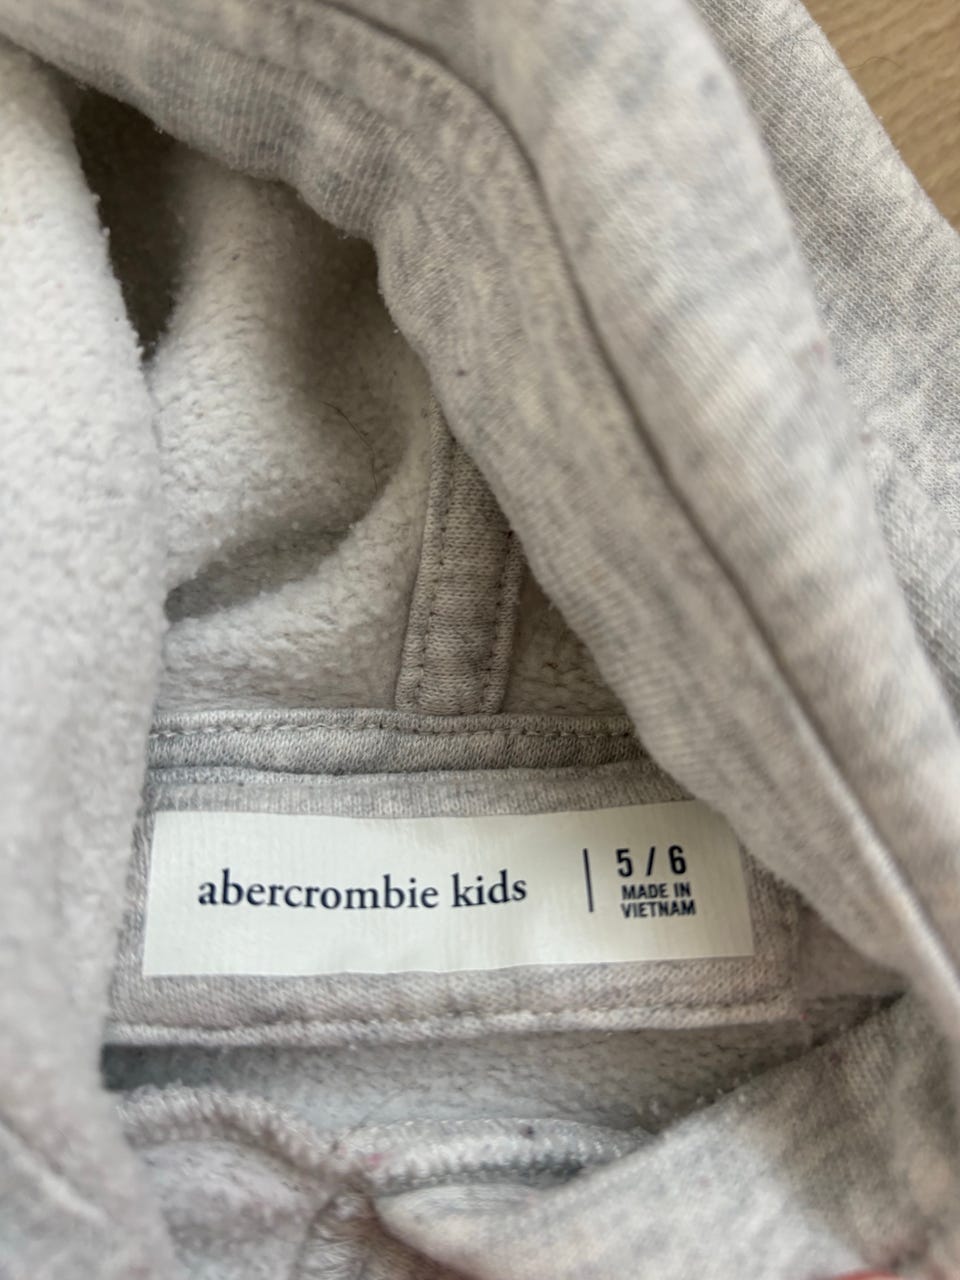 abercrombie kids
5 / 6
MADE IN
VIETNAM